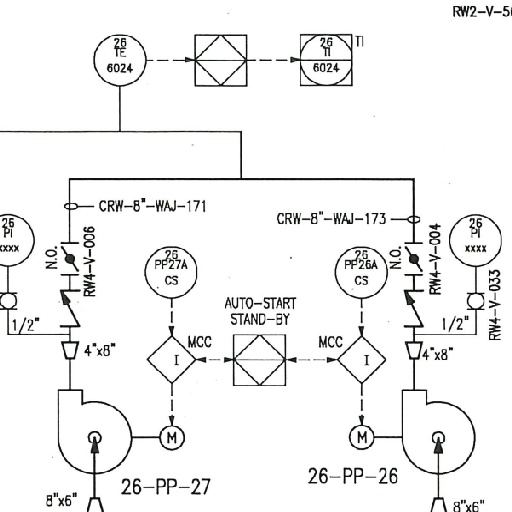 RW2-V-5
26
TE
6024
26
TI
6024
TI
CRW-8"-WAJ-171
CRW-8"-WAJ-173
26
PI
xxxx
N.O.
RW4-V-006
26
PP27A
CS
26
PP26A
CS
N.O.
RW4-V-004
26
PI
xxxx
RW4-V-033
AUTO-START
STAND-BY
1/2"
1/2"
4"x8"
MCC
I
MCC
I
4"x8"
M
M
26-PP-27
26-PP-26
8"x6"
8"x6"